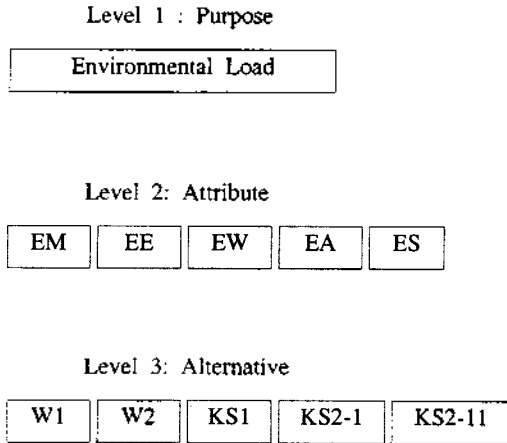 Level 1 : Purpose
Environmental Load
Level 2: Attribute
EM EE EW EA ES
Level 3: Alternative
W1 W2 KS1 KS2-1 KS2-11